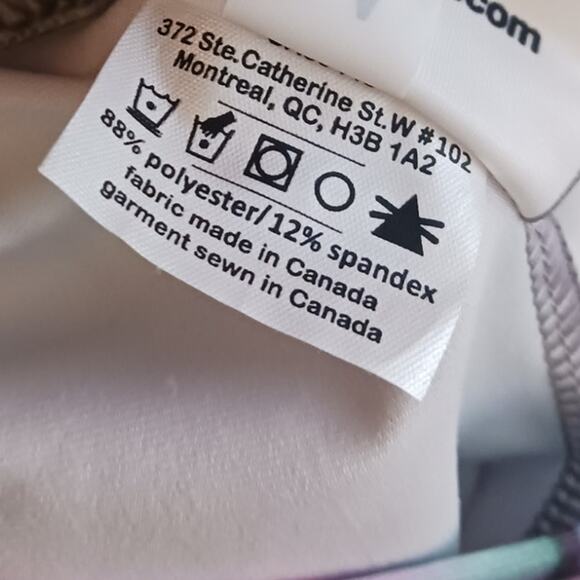 .com
372 Ste.Catherine St.W #102
Montreal, QC, H3B 1A2
88% polyester/12% spandex
fabric made in Canada
garment sewn in Canada